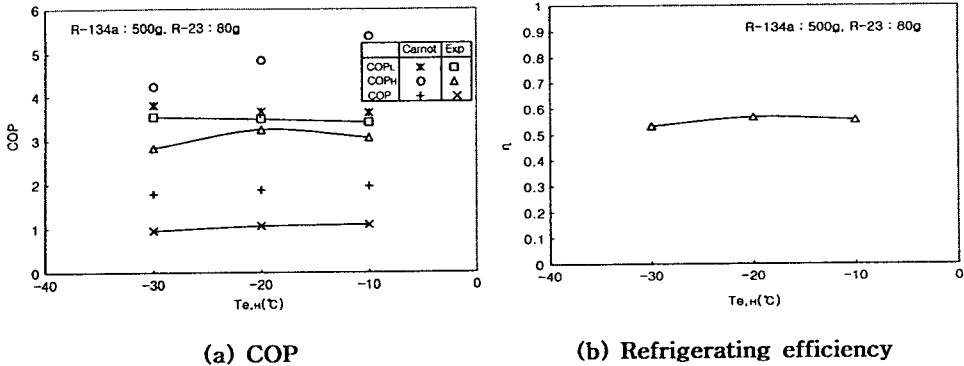 R-134a : 500g, R-23 : 80g
Carnot Exp
COPL
COPH
COP
COP
6
5
4
3
2
1
0
-40 -30 -20 -10 0
Te,H(℃)
(a) COP
R-134a : 500g, R-23 : 80g
η
1
0.9
0.8
0.7
0.6
0.5
0.4
0.3
0.2
0.1
0
-40 -30 -20 -10 0
Te,H(℃)
(b) Refrigerating efficiency